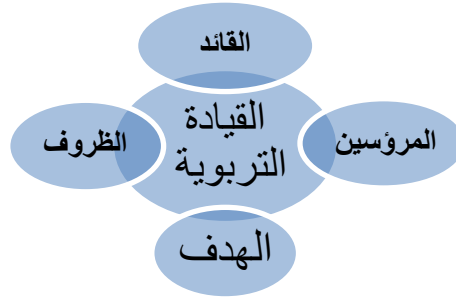 القائد
القيادة
التربوية
المرؤسين
الظروف
الهدف